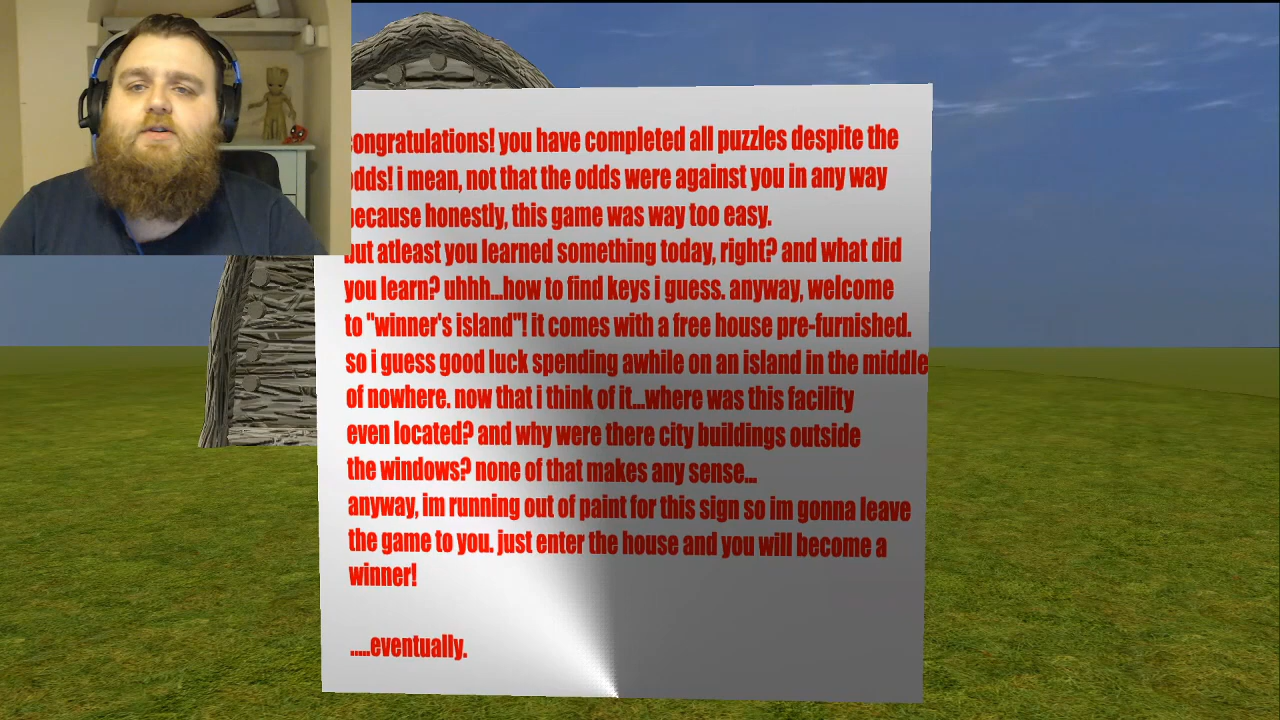 congratulations! you have completed all puzzles despite the
odds! i mean, not that the odds were against you in any way
because honestly, this game was way too easy.
but atleast you learned something today, right? and what did
you learn? uhhh...how to find keys i guess. anyway, welcome
to "winner's island"! it comes with a free house pre-furnished.
so i guess good luck spending awhile on an island in the middle
of nowhere. now that i think of it...where was this facility
even located? and why were there city buildings outside
the windows? none of that makes any sense...
anyway, im running out of paint for this sign so im gonna leave
the game to you. just enter the house and you will become a
winner!
.....eventually.